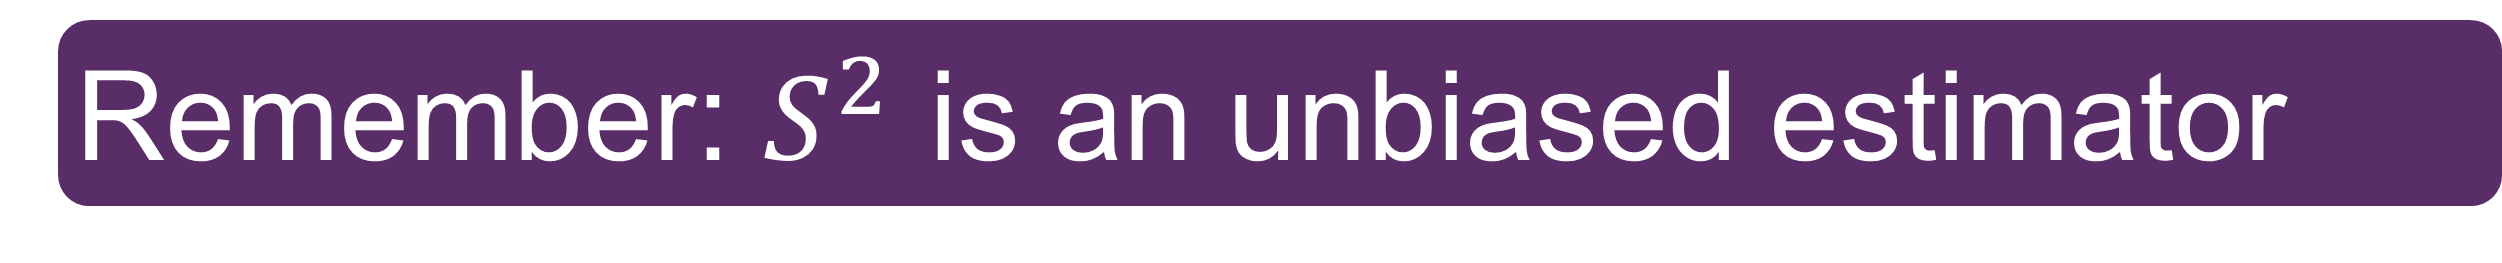 Remember: S² is an unbiased estimator